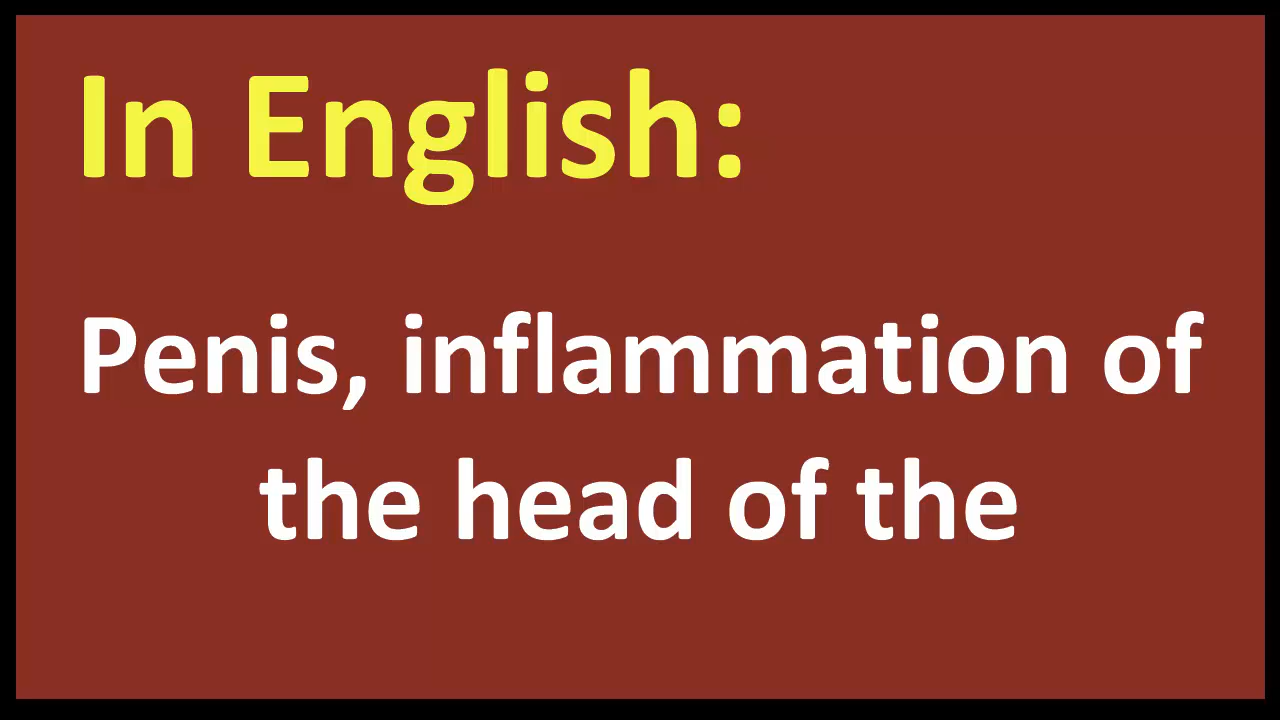 In English:
Penis, inflammation of
the head of the